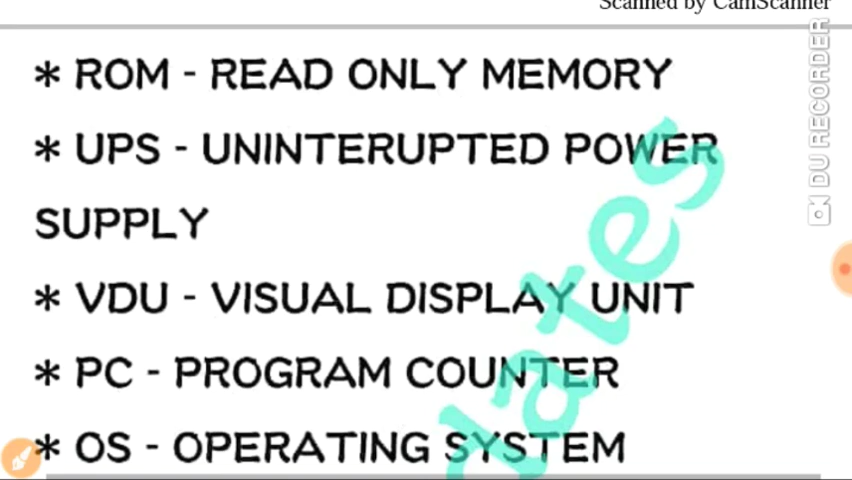 Scanned by CamScanner
* ROM - READ ONLY MEMORY
* UPS - UNINTERUPTED POWER
SUPPLY
* VDU - VISUAL DISPLAY UNIT
* PC - PROGRAM COUNTER
* OS - OPERATING SYSTEM
dates
DU RECORDER